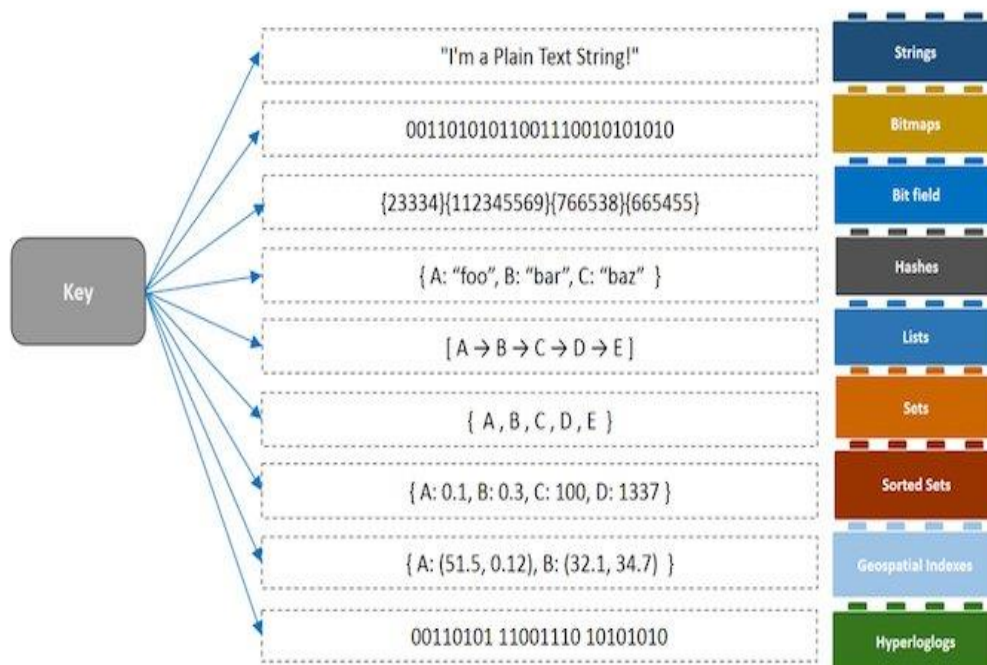 "I'm a Plain Text String!"
Strings
001101010110011110010101010
Bitmaps
{23334}{112345569}{766538}{665455}
Bit field
Key
{ A: “foo”, B: “bar”, C: “baz” }
Hashes
[ A → B → C → D → E ]
Lists
{ A , B , C , D , E }
Sets
{ A: 0.1, B: 0.3, C: 100, D: 1337 }
Sorted Sets
{ A: (51.5, 0.12), B: (32.1, 34.7) }
Geospatial Indexes
00110101 11001110 10101010
Hyperloglogs